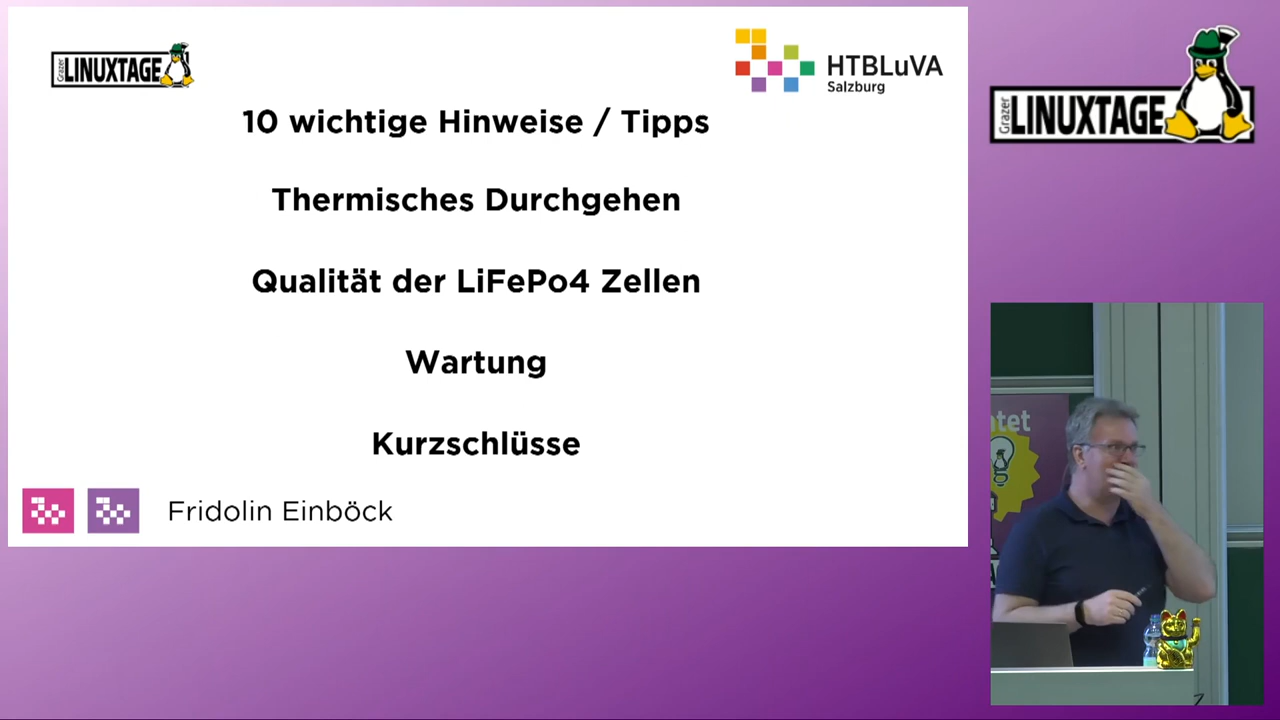 Grazer LINUXTAGE
HTBLuVA
Salzburg
10 wichtige Hinweise / Tipps
Thermisches Durchgehen
Qualität der LiFePo4 Zellen
Wartung
Kurzschlüsse
Fridolin Einböck
Grazer LINUXTAGE